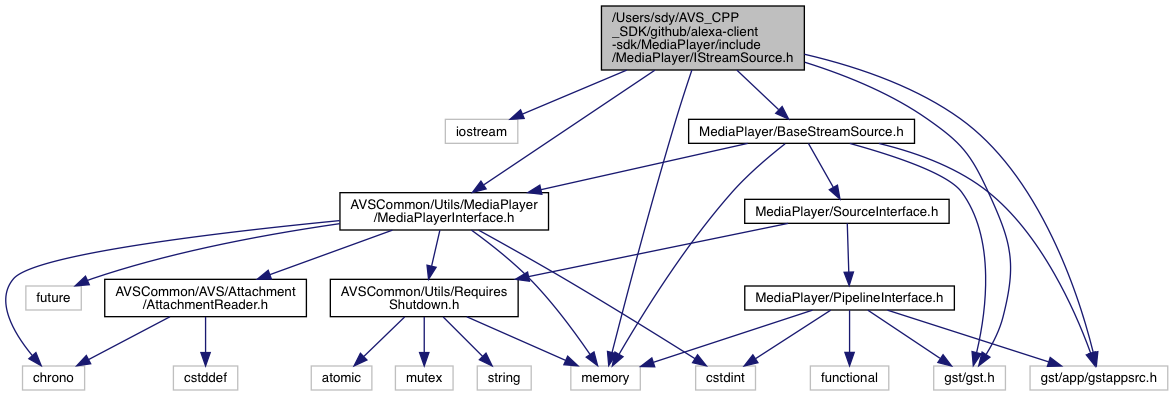 /Users/sdy/AVS_CPP
_SDK/github/alexa-client
-sdk/MediaPlayer/include
/MediaPlayer/IStreamSource.h
iostream
MediaPlayer/BaseStreamSource.h
AVSCommon/Utils/MediaPlayer
/MediaPlayerInterface.h
MediaPlayer/SourceInterface.h
future
AVSCommon/AVS/Attachment
/AttachmentReader.h
AVSCommon/Utils/Requires
Shutdown.h
MediaPlayer/PipelineInterface.h
chrono
cstddef
atomic
mutex
string
memory
cstdint
functional
gst/gst.h
gst/app/gstappsrc.h